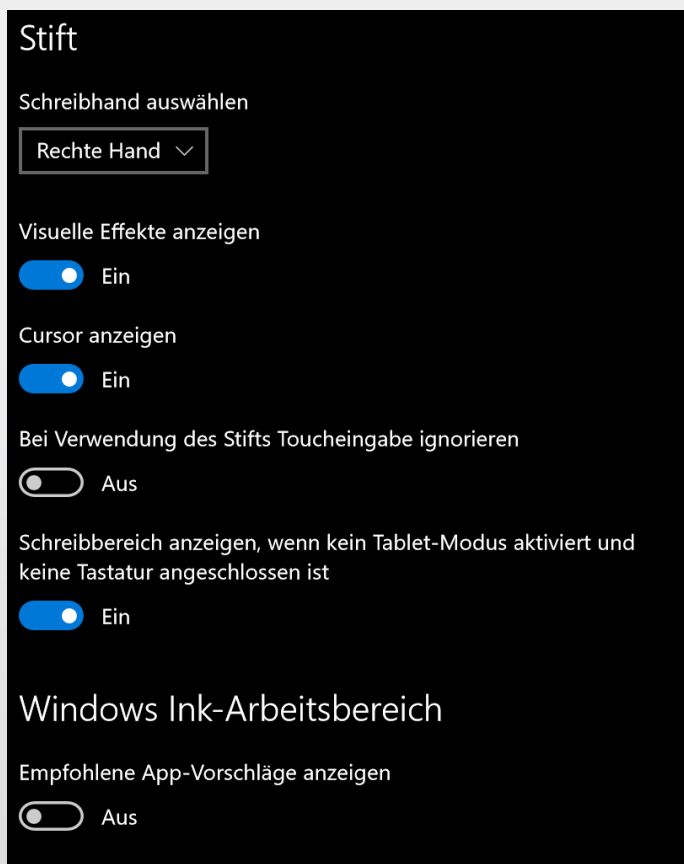 Stift
Schreibhand auswählen
Rechte Hand
Visuelle Effekte anzeigen
Ein
Cursor anzeigen
Ein
Bei Verwendung des Stifts Toucheingabe ignorieren
Aus
Schreibbereich anzeigen, wenn kein Tablet-Modus aktiviert und
keine Tastatur angeschlossen ist
Ein
Windows Ink-Arbeitsbereich
Empfohlene App-Vorschläge anzeigen
Aus